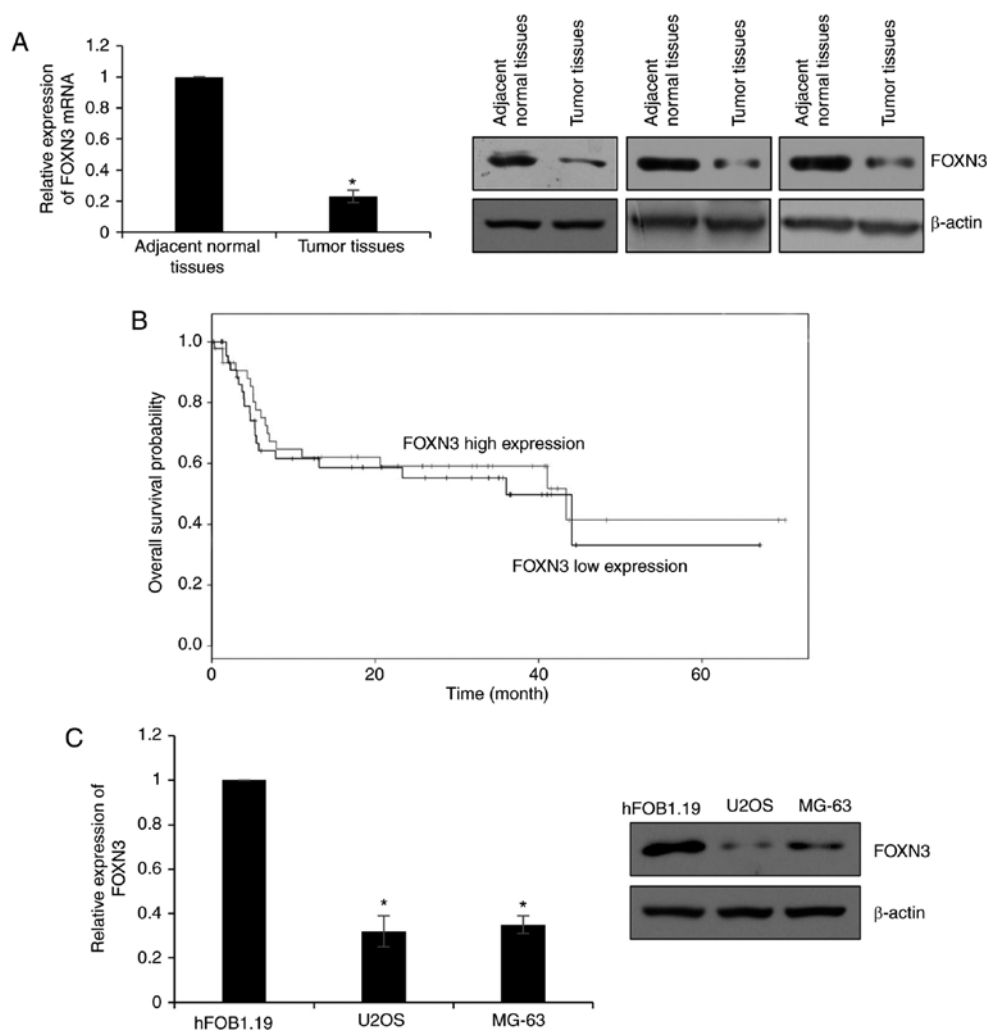 A
Relative expression
of FOXN3 mRNA
1.2
1
0.8
0.6
0.4
0.2
0
*
Adjacent normal
tissues
Tumor tissues
Adjacent
normal tissues
Tumor tissues
Adjacent
normal tissues
Tumor tissues
Adjacent
normal tissues
Tumor tissues
FOXN3
β-actin
B
Overall survival probability
1.0
0.8
0.6
0.4
0.2
0.0
FOXN3 high expression
FOXN3 low expression
0 20 40 60
Time (month)
C
Relative expression of
FOXN3
1.2
1
0.8
0.6
0.4
0.2
0
* *
hFOB1.19 U2OS MG-63
hFOB1.19 U2OS MG-63
FOXN3
β-actin